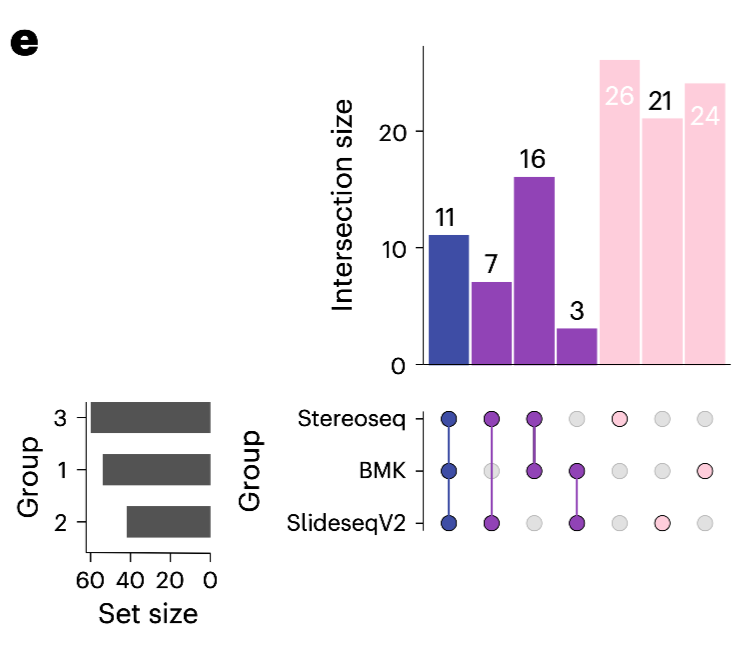 e
Intersection size
20
10
0
11
7
16
3
26
21
24
Group
3
1
2
60 40 20 0
Set size
Group
Stereoseq
BMK
SlideseqV2